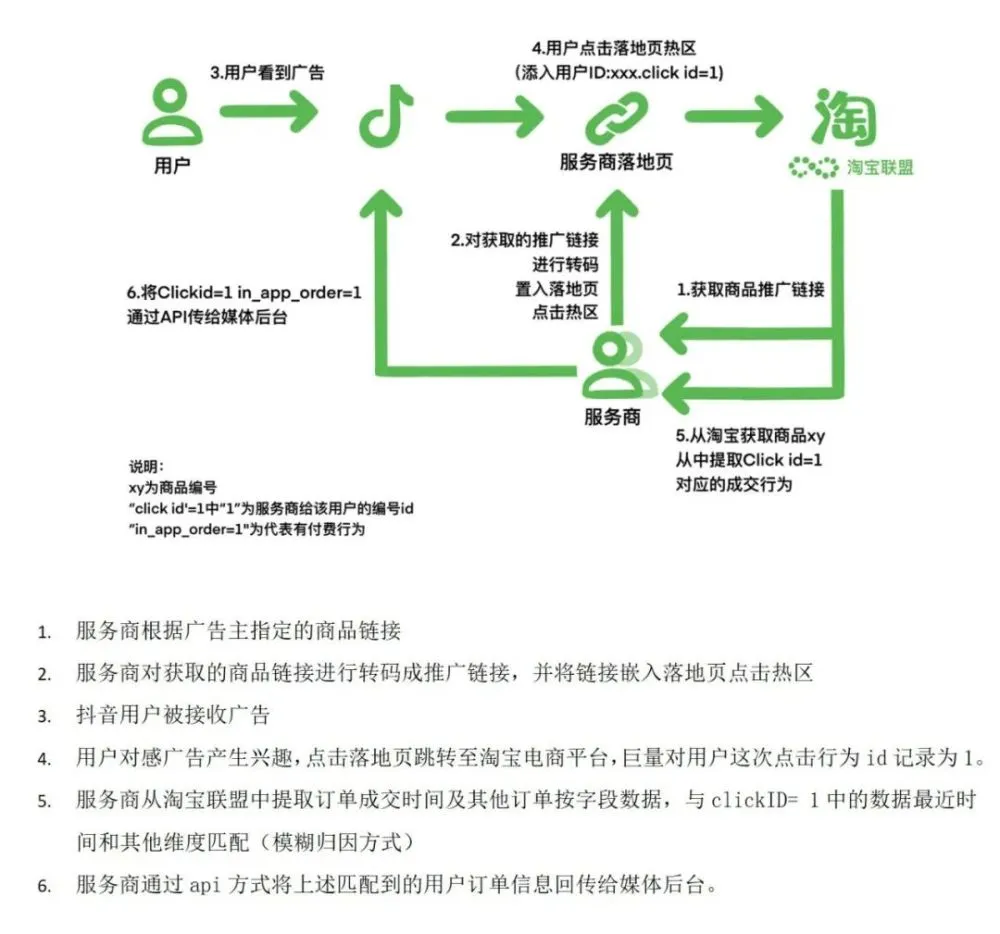 4.用户点击落地页热区
(添入用户ID:xxx.click id=1)
3.用户看到广告
淘
用户
服务商落地页
淘宝联盟
2.对获取的推广链接
进行转码
置入落地页
点击热区
1.获取商品推广链接
6.将Clickid=1 in_app_order=1
通过API传给媒体后台
服务商
5.从淘宝获取商品xy
从中提取Click id=1
对应的成交行为
说明：
xy为商品编号
“click id'=1中“1”为服务商给该用户的编号id
“in_app_order=1"为代表有付费行为
1. 服务商根据广告主指定的商品链接
2. 服务商对获取的商品链接进行转码成推广链接，并将链接嵌入落地页点击热区
3. 抖音用户被接收广告
4. 用户对感广告产生兴趣，点击落地页跳转至淘宝电商平台，巨量对用户这次点击行为 id 记录为 1。
5. 服务商从淘宝联盟中提取订单成交时间及其他订单按字段数据，与 clickID= 1 中的数据最近时
间和其他维度匹配（模糊归因方式）
6. 服务商通过 api 方式将上述匹配到的用户订单信息回传给媒体后台。